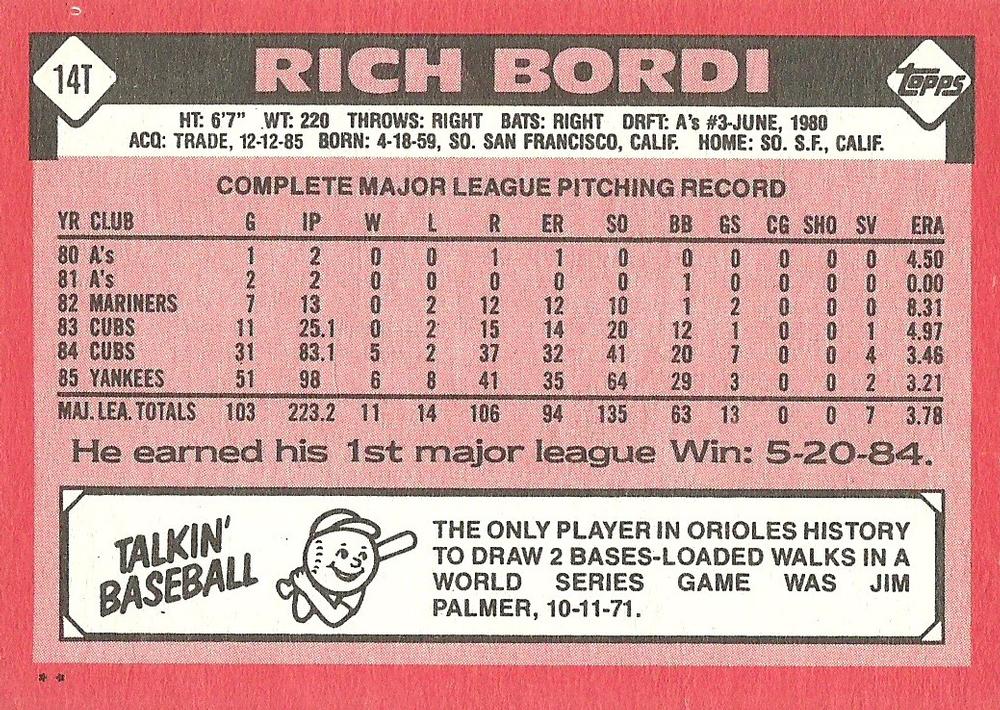 14T
RICH BORDI
topps
HT: 6'7" WT: 220 THROWS: RIGHT BATS: RIGHT DRFT: A's #3-JUNE, 1980
ACQ: TRADE, 12-12-85 BORN: 4-18-59, SO. SAN FRANCISCO, CALIF. HOME: SO. S.F., CALIF.
COMPLETE MAJOR LEAGUE PITCHING RECORD
YR CLUB G IP W L R ER SO BB GS CG SHO SV ERA
80 A's 1 2 0 0 1 1 0 0 0 0 0 0 4.50
81 A's 2 2 0 0 0 0 0 1 0 0 0 0 0.00
82 MARINERS 7 13 0 2 12 12 10 1 2 0 0 0 8.31
83 CUBS 11 25.1 0 2 15 14 20 12 1 0 0 1 4.97
84 CUBS 31 83.1 5 2 37 32 41 20 7 0 0 4 3.46
85 YANKEES 51 98 6 8 41 35 64 29 3 0 0 2 3.21
MAJ. LEA. TOTALS 103 223.2 11 14 106 94 135 63 13 0 0 7 3.78
He earned his 1st major league Win: 5-20-84.
TALKIN'
BASEBALL
THE ONLY PLAYER IN ORIOLES HISTORY
TO DRAW 2 BASES-LOADED WALKS IN A
WORLD SERIES GAME WAS JIM
PALMER, 10-11-71.
* *